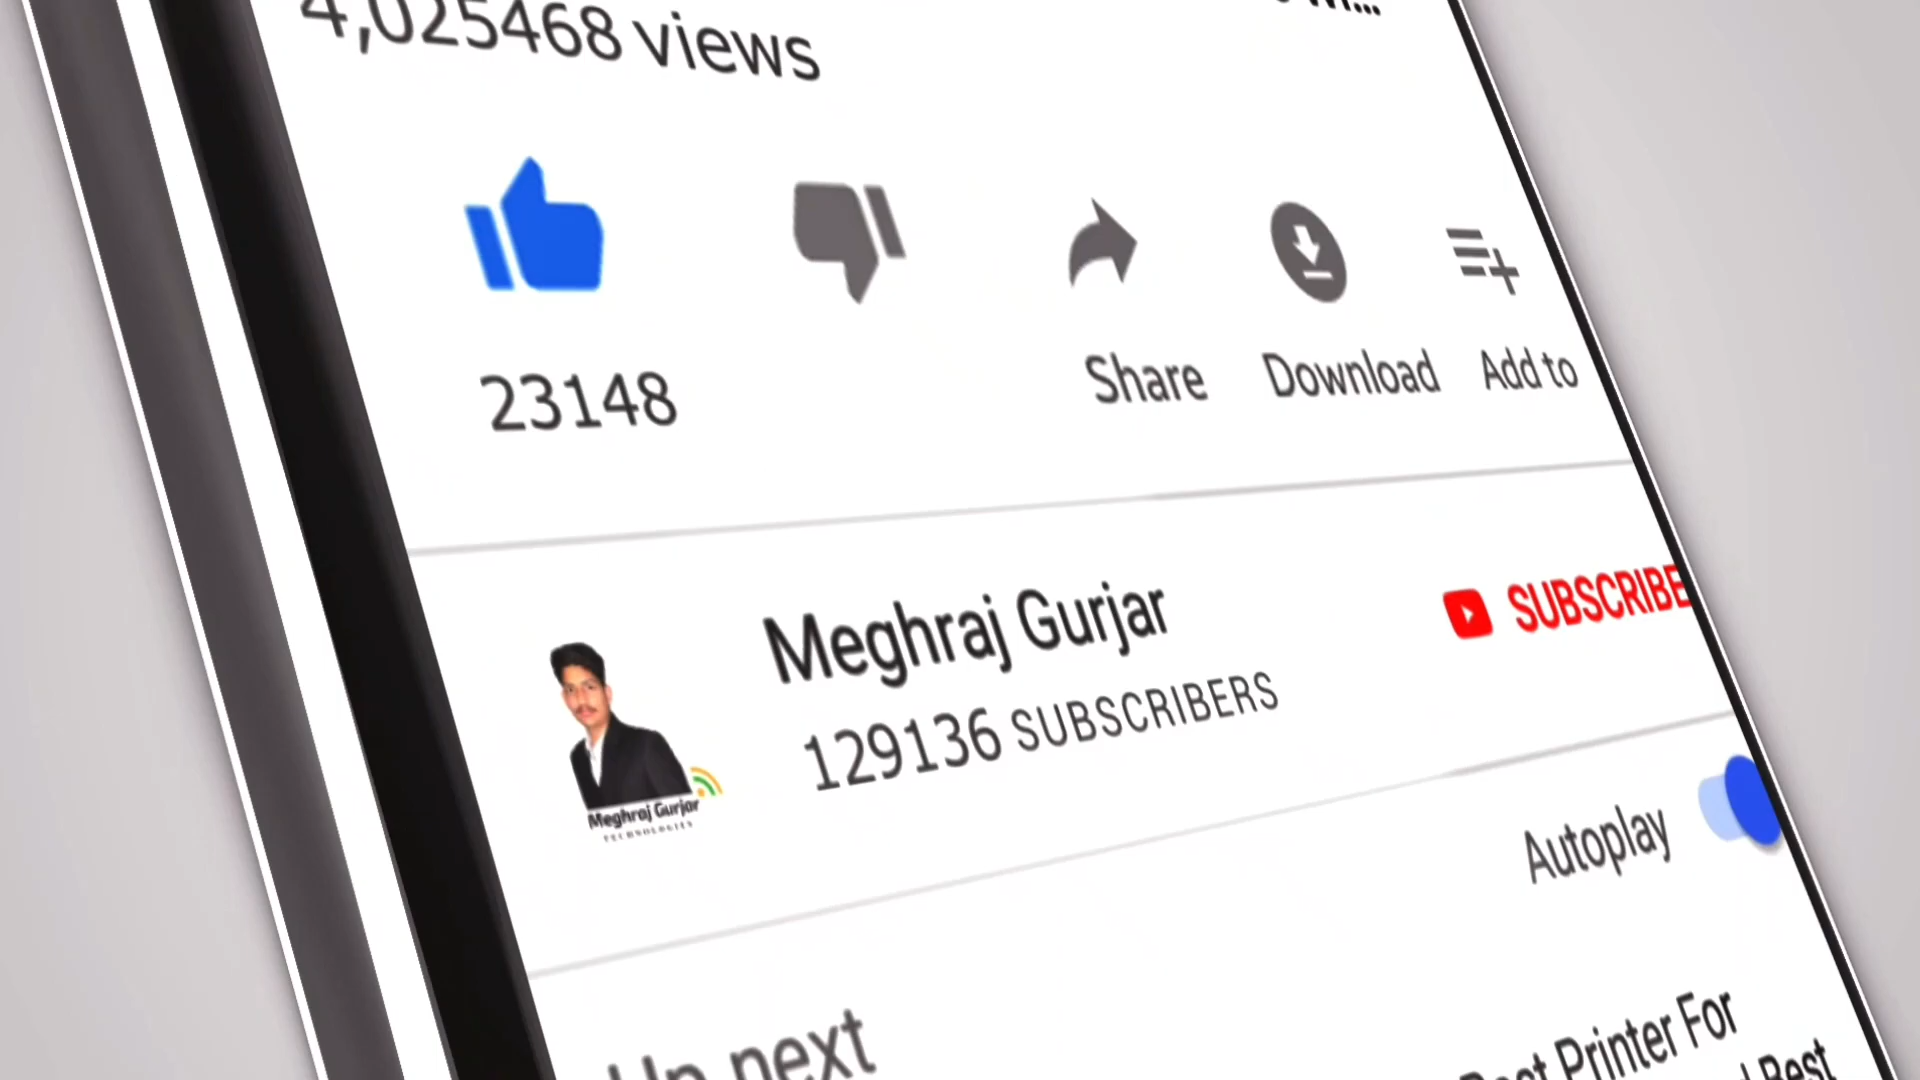 4,025468 views
23148
Share
Download
Add to
Meghraj Gurjar
SUBSCRIBE
129136 SUBSCRIBERS
Meghraj Gurjar
TECHNOLOGIES
Autoplay
Up next
Printer For
Best